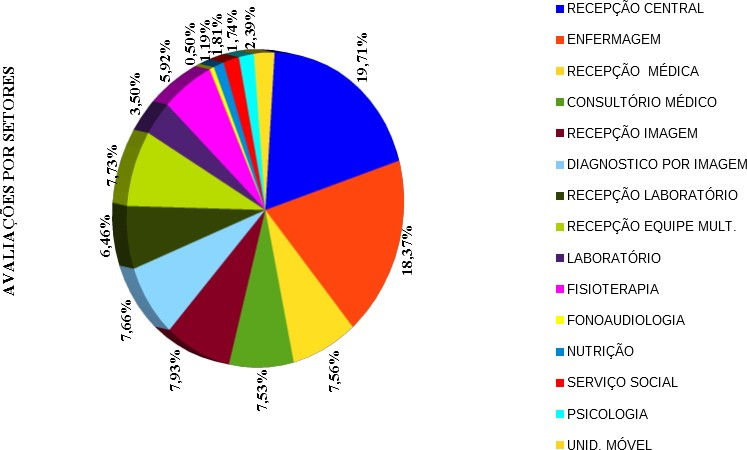 AVALIAÇÕES POR SETORES
19,71%
18,37%
7,56%
7,53%
7,93%
7,66%
6,46%
7,73%
3,50%
5,92%
0,50%
1,19%
1,81%
1,74%
2,39%
RECEPÇÃO CENTRAL
ENFERMAGEM
RECEPÇÃO MÉDICA
CONSULTÓRIO MÉDICO
RECEPÇÃO IMAGEM
DIAGNOSTICO POR IMAGEM
RECEPÇÃO LABORATÓRIO
RECEPÇÃO EQUIPE MULT.
LABORATÓRIO
FISIOTERAPIA
FONOAUDIOLOGIA
NUTRIÇÃO
SERVIÇO SOCIAL
PSICOLOGIA
UNID. MÓVEL